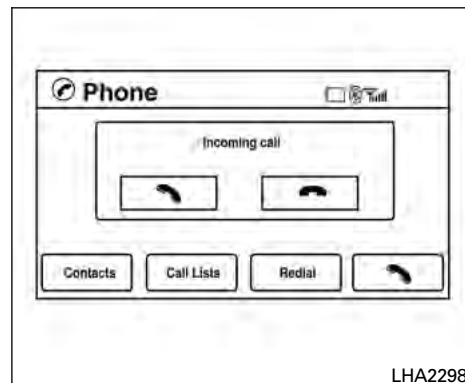 Phone
Incoming call
Contacts
Call Lists
Redial
LHA2298